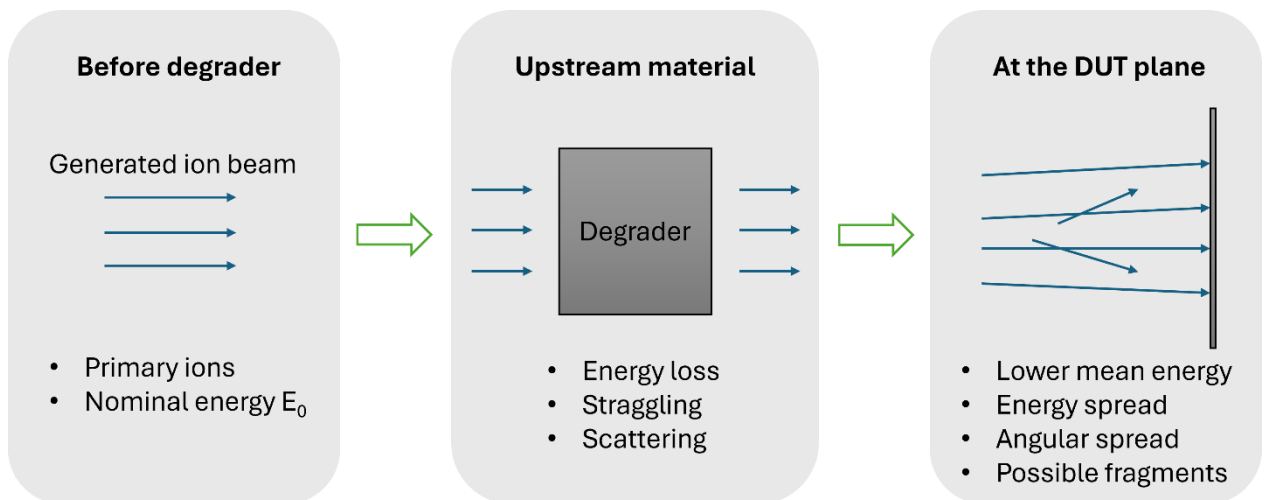 Before degrader
Generated ion beam
• Primary ions
• Nominal energy E₀
Upstream material
Degrader
• Energy loss
• Straggling
• Scattering
At the DUT plane
• Lower mean energy
• Energy spread
• Angular spread
• Possible fragments